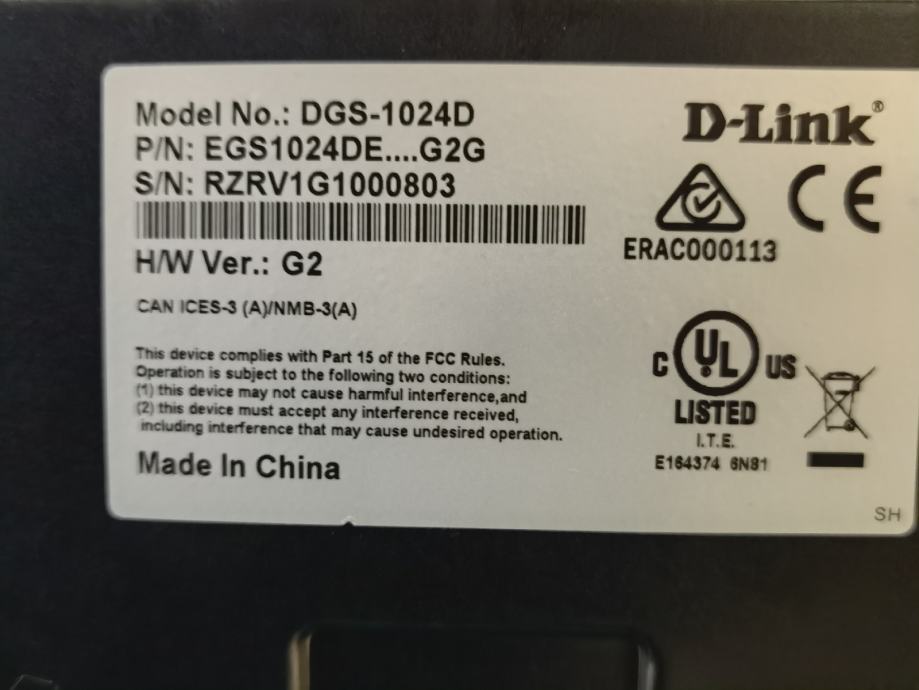 Model No.: DGS-1024D
P/N: EGS1024DE....G2G
S/N: RZRV1G1000803
H/W Ver.: G2
CAN ICES-3 (A)/NMB-3(A)
This device complies with Part 15 of the FCC Rules.
Operation is subject to the following two conditions:
(1) this device may not cause harmful interference,and
(2) this device must accept any interference received,
including interference that may cause undesired operation.
Made In China
D-Link®
CE
ERAC000113
C UL US
LISTED
I.T.E.
E164374 6N91
SH